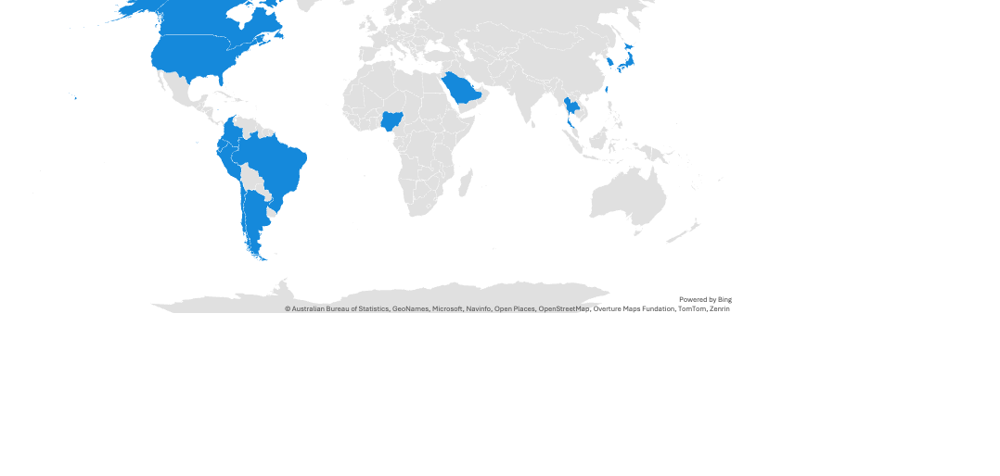 Powered by Bing
© Australian Bureau of Statistics, GeoNames, Microsoft, Navinfo, Open Places, OpenStreetMap, Overture Maps Fundation, TomTom, Zenrin